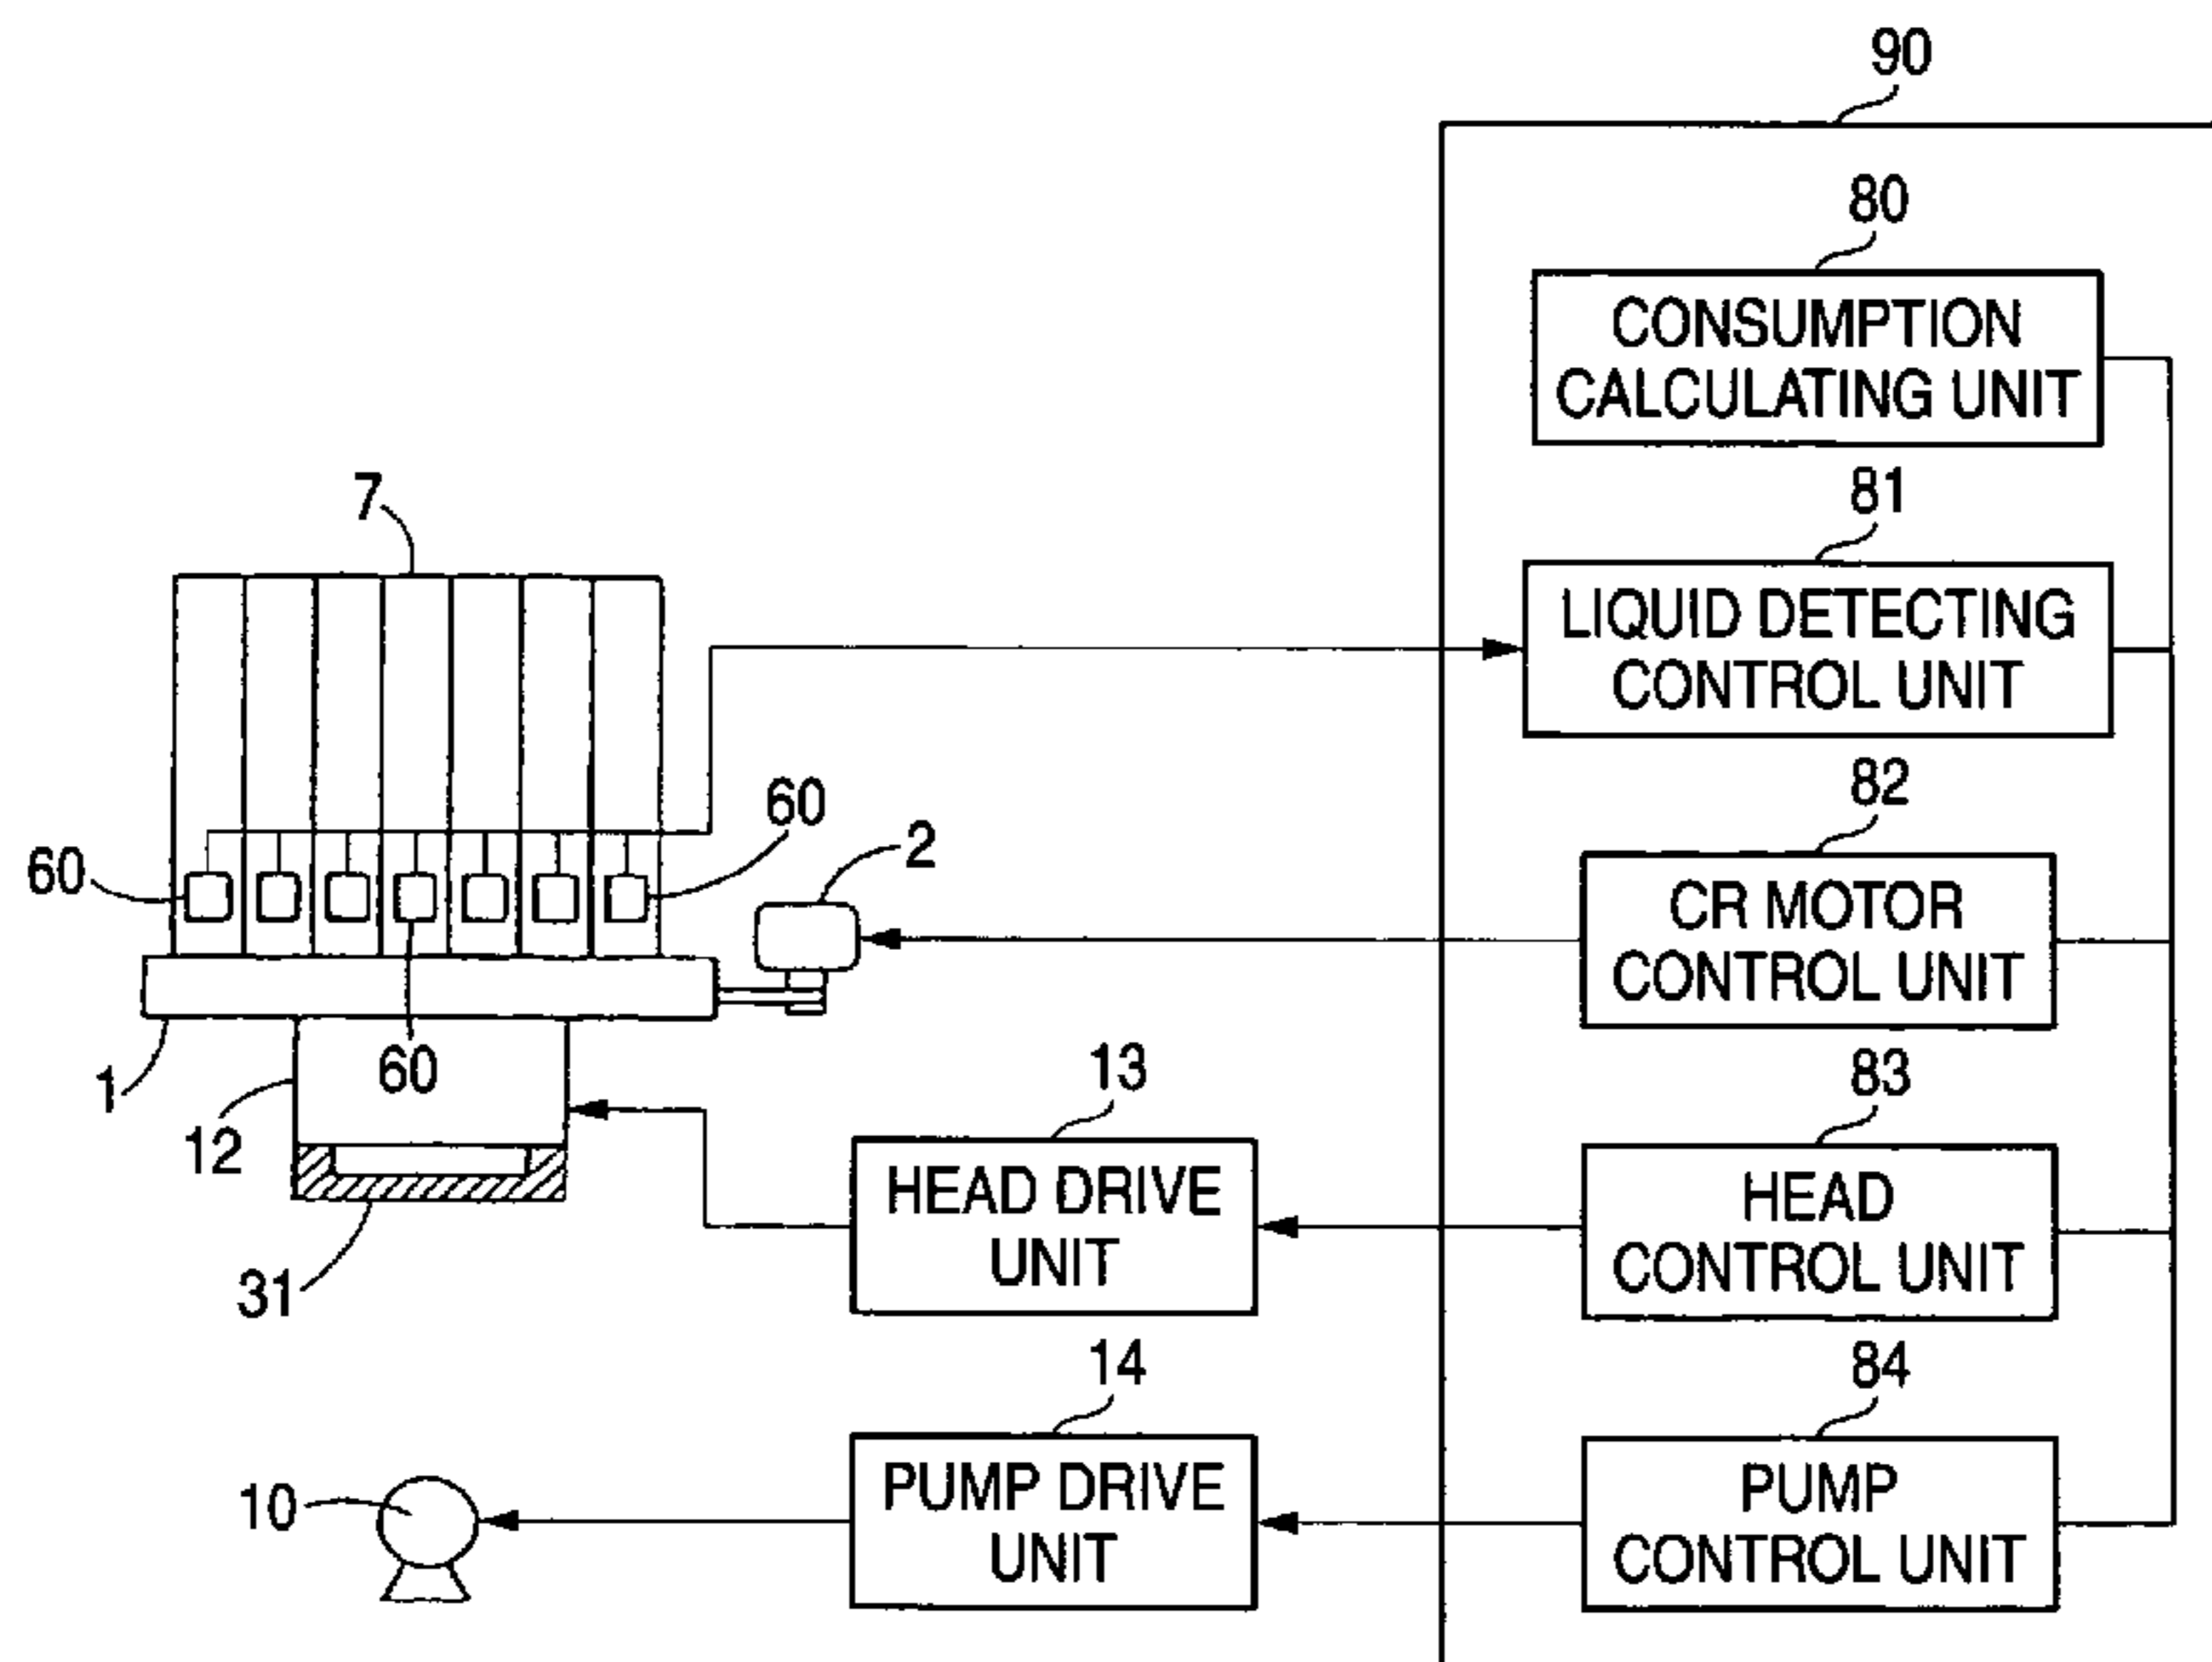 90
80
CONSUMPTION
CALCULATING UNIT
7
81
LIQUID DETECTING
CONTROL UNIT
60
60
2
82
CR MOTOR
CONTROL UNIT
1
12
60
13
83
HEAD DRIVE
UNIT
HEAD
CONTROL UNIT
31
14
84
10
PUMP DRIVE
UNIT
PUMP
CONTROL UNIT